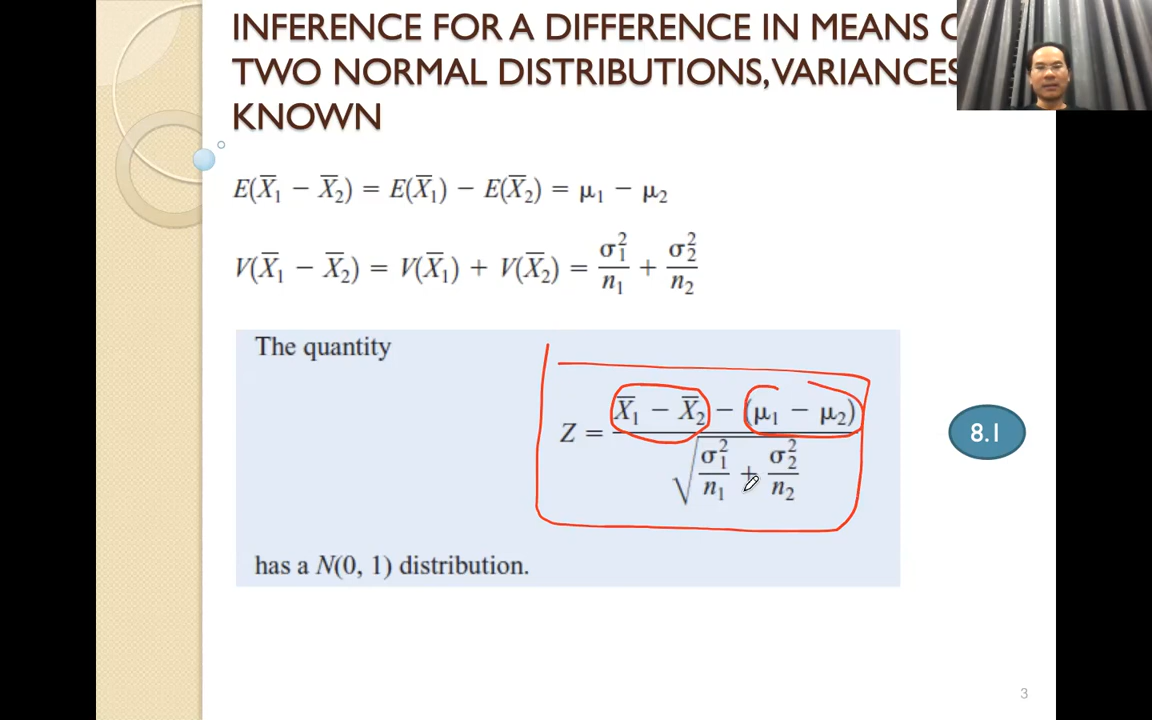 INFERENCE FOR A DIFFERENCE IN MEANS
TWO NORMAL DISTRIBUTIONS, VARIANCES
KNOWN
E(X̄₁ − X̄₂) = E(X̄₁) − E(X̄₂) = μ₁ − μ₂
V(X̄₁ − X̄₂) = V(X̄₁) + V(X̄₂) = σ₁²/n₁ + σ₂²/n₂
The quantity
Z = (X̄₁ − X̄₂ − (μ₁ − μ₂)) / √(σ₁²/n₁ + σ₂²/n₂)
8.1
has a N(0, 1) distribution.
3